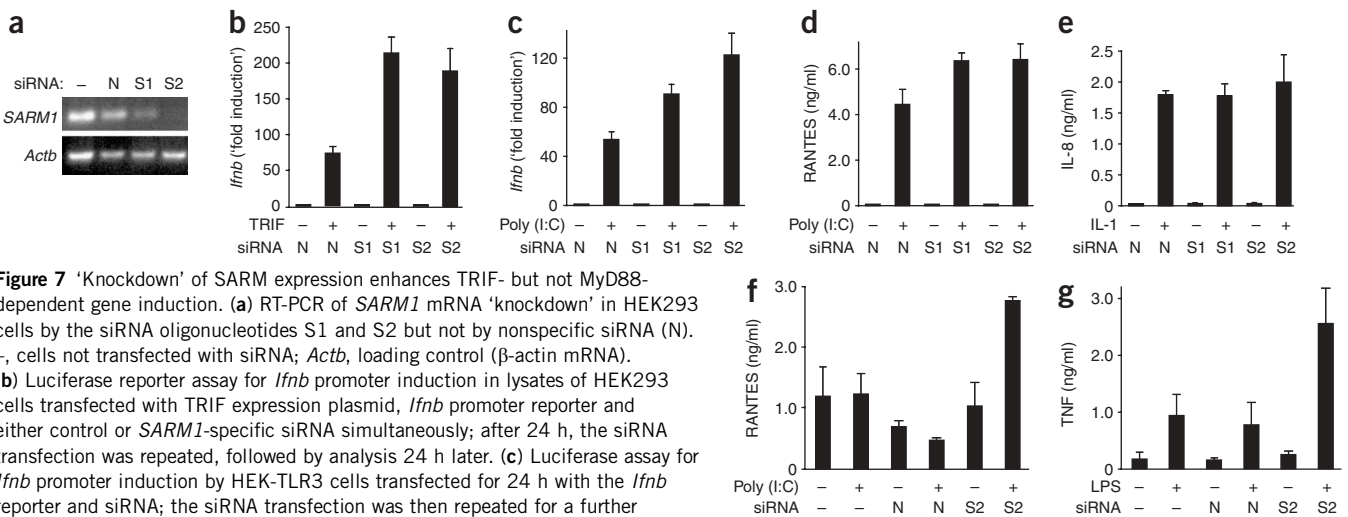 a
siRNA: – N S1 S2
SARM1
Actb
b
Ifnb ('fold induction')
250
200
150
100
50
0
TRIF – + – + – +
siRNA N N S1 S1 S2 S2
c
Ifnb ('fold induction')
120
80
40
0
Poly (I:C) – + – + – +
siRNA N N S1 S1 S2 S2
d
RANTES (ng/ml)
6.0
4.0
2.0
0
Poly (I:C) – + – + – +
siRNA N N S1 S1 S2 S2
e
IL-8 (ng/ml)
2.5
2.0
1.5
1.0
0.5
0
IL-1 – + – + – +
siRNA N N S1 S1 S2 S2
Figure 7 'Knockdown' of SARM expression enhances TRIF- but not MyD88-
dependent gene induction. (a) RT-PCR of SARM1 mRNA 'knockdown' in HEK293
cells by the siRNA oligonucleotides S1 and S2 but not by nonspecific siRNA (N).
–, cells not transfected with siRNA; Actb, loading control (β-actin mRNA).
(b) Luciferase reporter assay for Ifnb promoter induction in lysates of HEK293
cells transfected with TRIF expression plasmid, Ifnb promoter reporter and
either control or SARM1-specific siRNA simultaneously; after 24 h, the siRNA
transfection was repeated, followed by analysis 24 h later. (c) Luciferase assay for
Ifnb promoter induction by HEK-TLR3 cells transfected for 24 h with the Ifnb
reporter and siRNA; the siRNA transfection was then repeated for a further
f
RANTES (ng/ml)
3.0
2.0
1.0
0
Poly (I:C) – + – + – +
siRNA – – N N S2 S2
g
TNF (ng/ml)
3.0
2.0
1.0
0
LPS – + – + – +
siRNA – – N N S2 S2